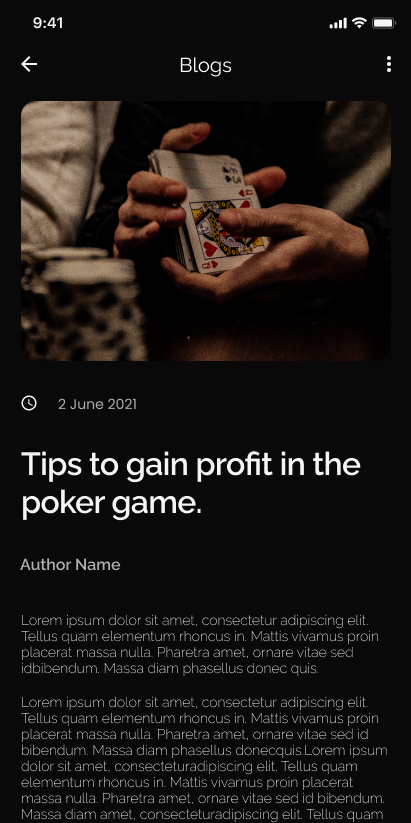 9:41
Blogs
2 June 2021
Tips to gain profit in the
poker game.
Author Name
Lorem ipsum dolor sit amet, consectetur adipiscing elit.
Tellus quam elementum rhoncus in. Mattis vivamus proin
placerat massa nulla. Pharetra amet, ornare vitae sed
idbibendum. Massa diam phasellus donec quis.
Lorem ipsum dolor sit amet, consectetur adipiscing elit.
Tellus quam elementum rhoncus in. Mattis vivamus proin
placerat massa nulla. Pharetra amet, ornare vitae sed id
bibendum. Massa diam phasellus donecquis.Lorem ipsum
dolor sit amet, consecteturadipiscing elit. Tellus quam
elementum rhoncus in. Mattis vivamus proin placerat
massa nulla. Pharetra amet, ornare vitae sed id bibendum.
Massa diam amet, consecteturadipiscing elit. Tellus quam